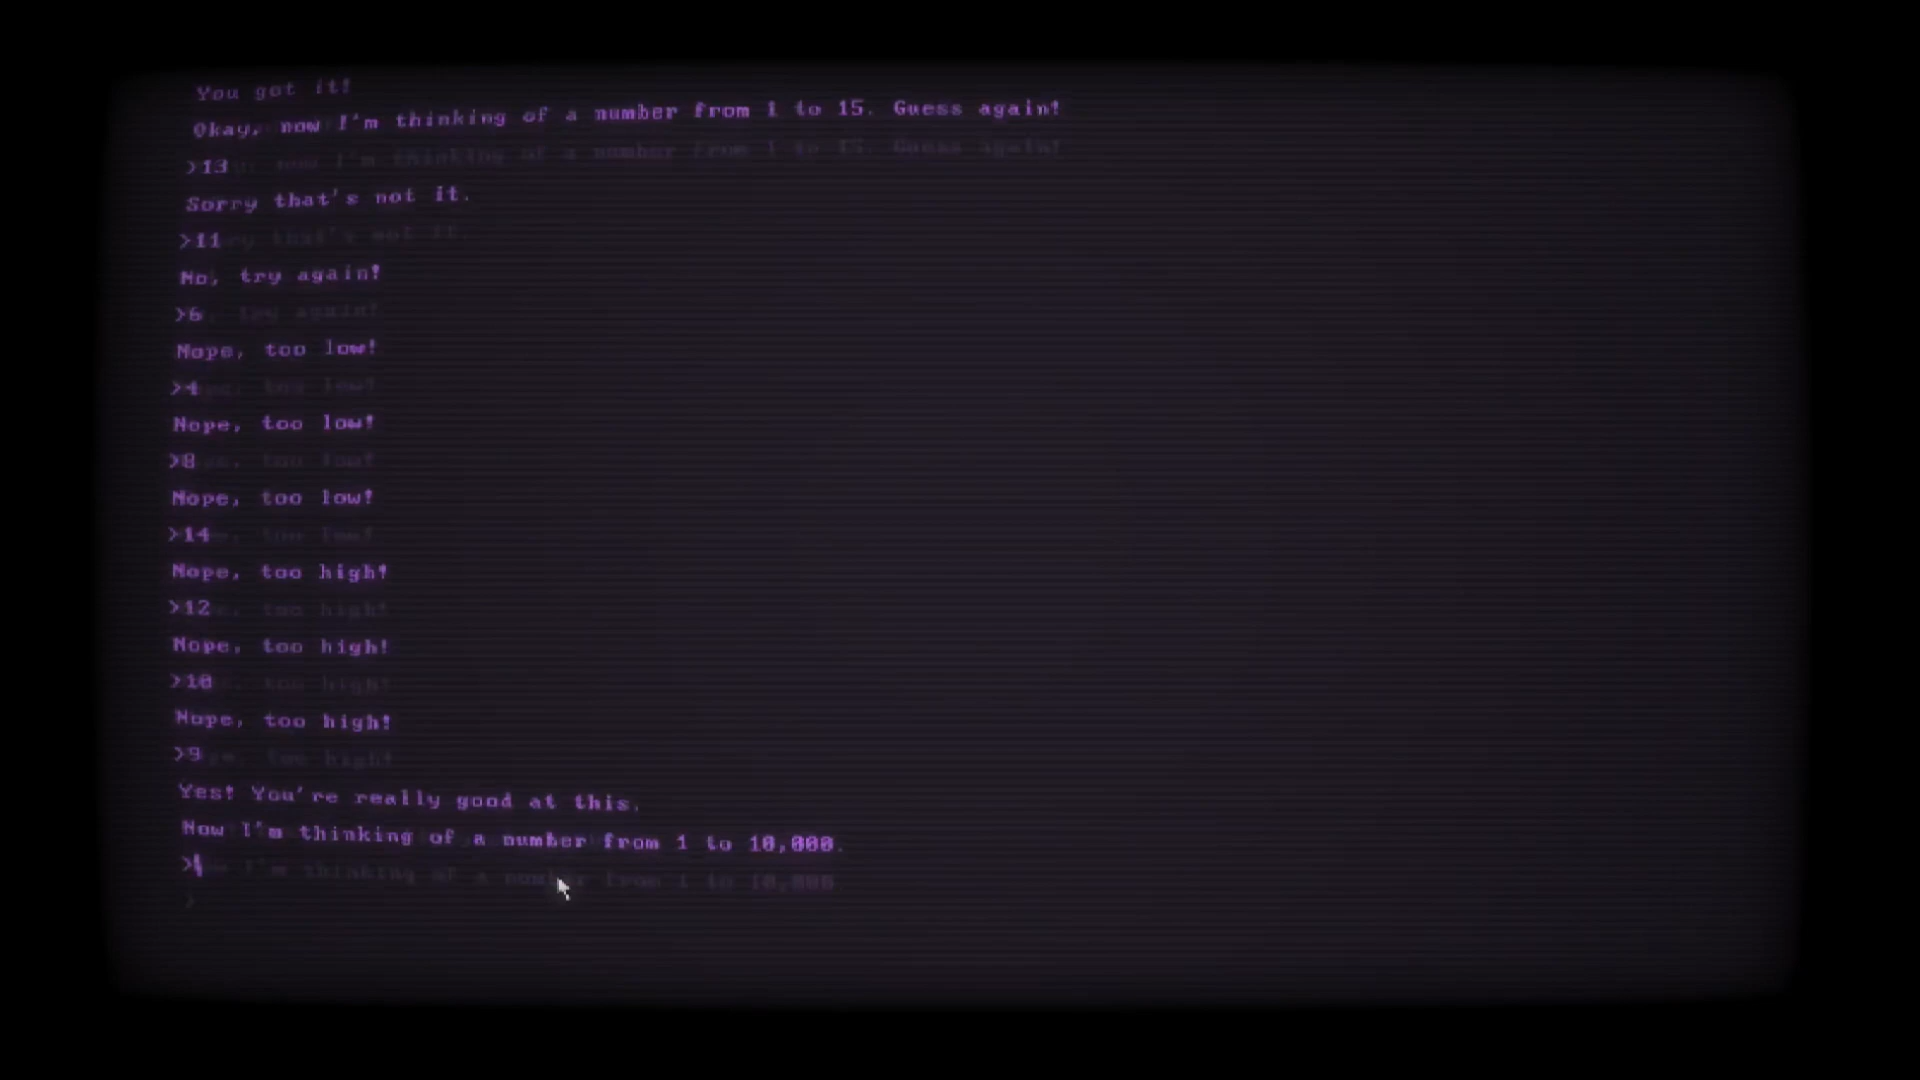 You got it!
Okay, now I'm thinking of a number from 1 to 15. Guess again!
>13
Sorry that's not it.
>11
No, try again!
>6
Nope, too low!
>4
Nope, too low!
>8
Nope, too low!
>14
Nope, too high!
>12
Nope, too high!
>10
Nope, too high!
>9
Yes! You're really good at this.
Now I'm thinking of a number from 1 to 10,000.
>